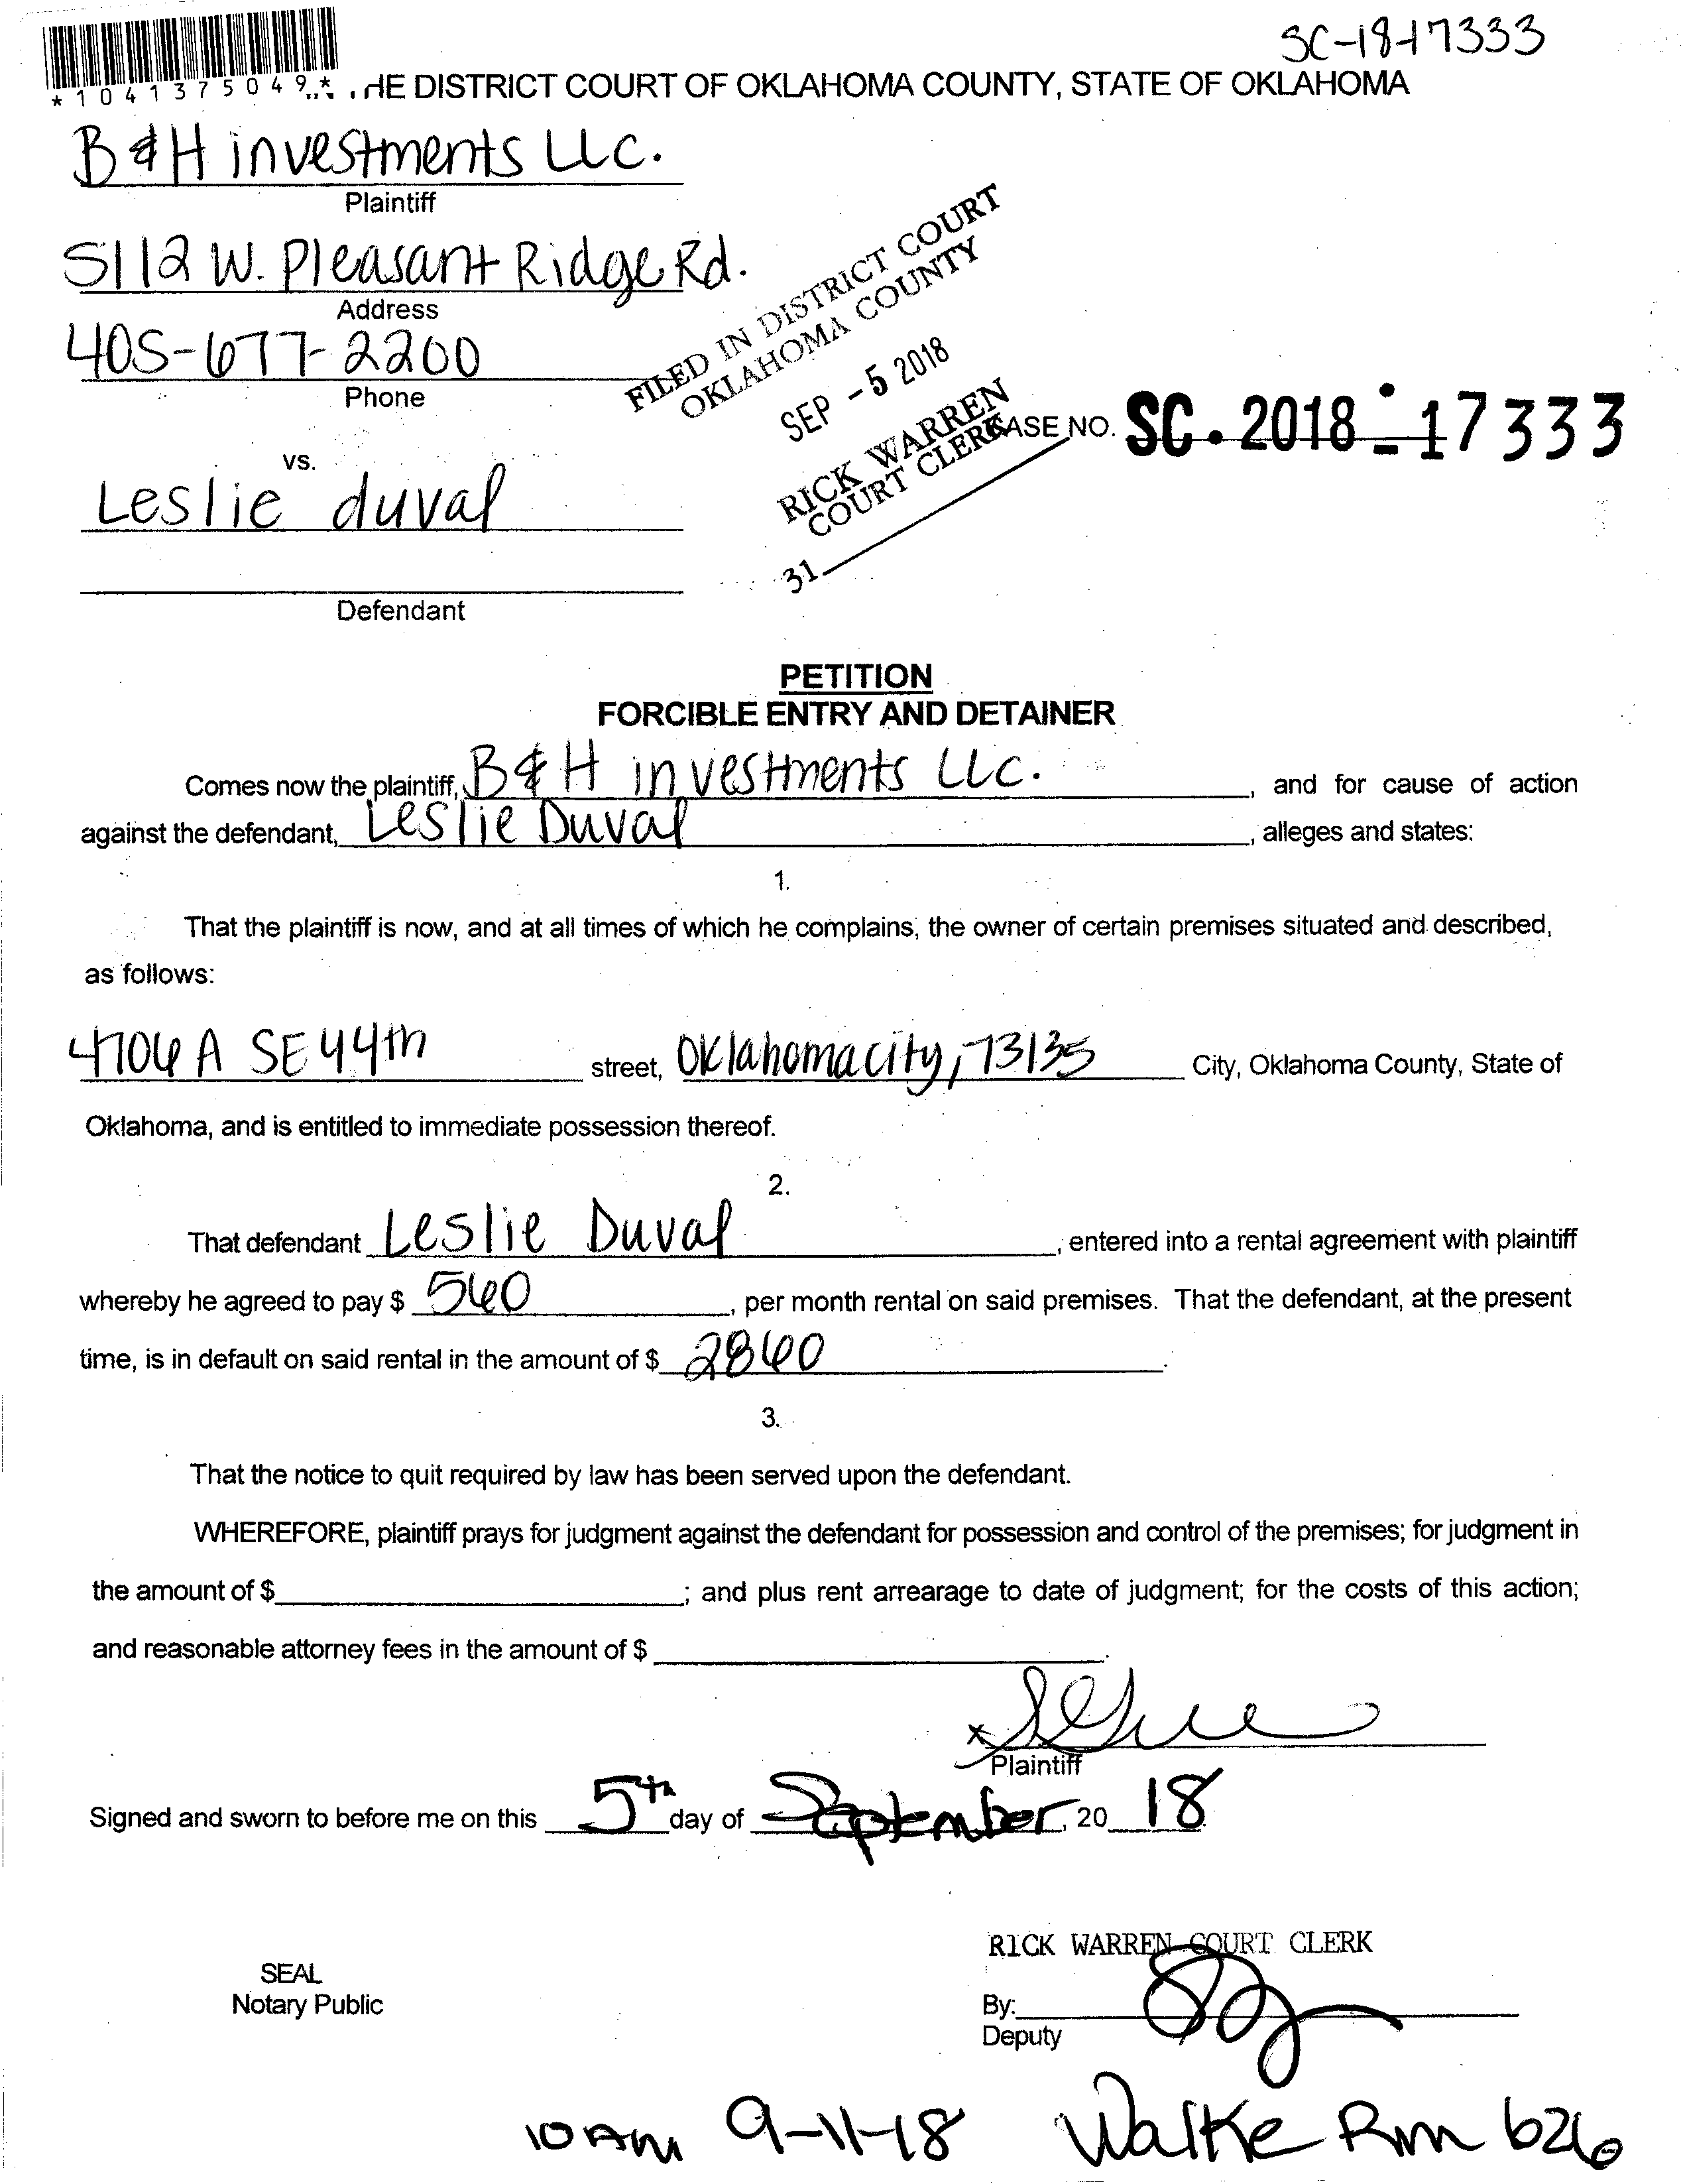 SC-18-17333
*1041375049* HE DISTRICT COURT OF OKLAHOMA COUNTY, STATE OF OKLAHOMA
B & H investments LLC.
Plaintiff
5112 W. Pleasant Ridge Rd.
Address
405-677-2200
Phone
FILED IN DISTRICT COURT
OKLAHOMA COUNTY
SEP -5 2018
RICK WARREN
COURT CLERK
31
CASE NO. SC. 2018 - 17333
vs.
Leslie duval
Defendant
PETITION
FORCIBLE ENTRY AND DETAINER
Comes now the plaintiff, B & H investments LLC. , and for cause of action
against the defendant, Leslie Duval , alleges and states:
1.
That the plaintiff is now, and at all times of which he complains, the owner of certain premises situated and described,
as follows:
4706 A SE 44th street, Oklahoma city, 73135 City, Oklahoma County, State of
Oklahoma, and is entitled to immediate possession thereof.
2.
That defendant Leslie Duval , entered into a rental agreement with plaintiff
whereby he agreed to pay $ 560 , per month rental on said premises. That the defendant, at the present
time, is in default on said rental in the amount of $ 2860 .
3.
That the notice to quit required by law has been served upon the defendant.
WHEREFORE, plaintiff prays for judgment against the defendant for possession and control of the premises; for judgment in
the amount of $ ; and plus rent arrearage to date of judgment; for the costs of this action;
and reasonable attorney fees in the amount of $ .
x
Plaintiff
Signed and sworn to before me on this 5th day of September, 20 18.
RICK WARREN COURT CLERK
SEAL
Notary Public
By:
Deputy
10 AM 9-11-18 Walke Rm 626